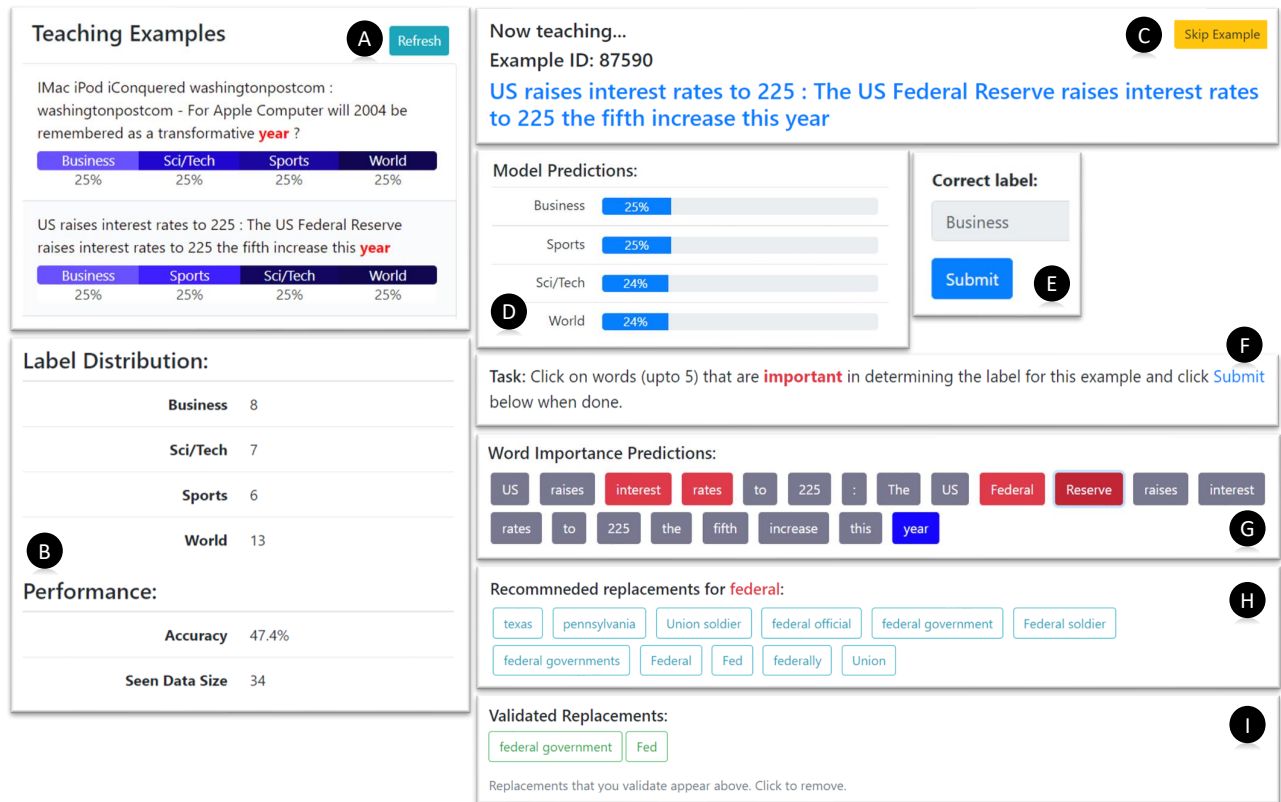 Teaching Examples
A
Refresh
IMac iPod iConquered washingtonpostcom :
washingtonpostcom - For Apple Computer will 2004 be
remembered as a transformative year ?
Business Sci/Tech Sports World
25% 25% 25% 25%
US raises interest rates to 225 : The US Federal Reserve
raises interest rates to 225 the fifth increase this year
Business Sports Sci/Tech World
25% 25% 25% 25%
Label Distribution:
Business 8
Sci/Tech 7
Sports 6
World 13
B
Performance:
Accuracy 47.4%
Seen Data Size 34
Now teaching...
C
Skip Example
Example ID: 87590
US raises interest rates to 225 : The US Federal Reserve raises interest rates
to 225 the fifth increase this year
Model Predictions:
Business 25%
Sports 25%
Sci/Tech 24%
D
World 24%
Correct label:
Business
Submit
E
F
Task: Click on words (upto 5) that are important in determining the label for this example and click Submit
below when done.
Word Importance Predictions:
US raises interest rates to 225 : The US Federal Reserve raises interest
rates to 225 the fifth increase this year
G
Recommneded replacements for federal:
H
texas pennsylvania Union soldier federal official federal government Federal soldier
federal governments Federal Fed federally Union
Validated Replacements:
I
federal government Fed
Replacements that you validate appear above. Click to remove.